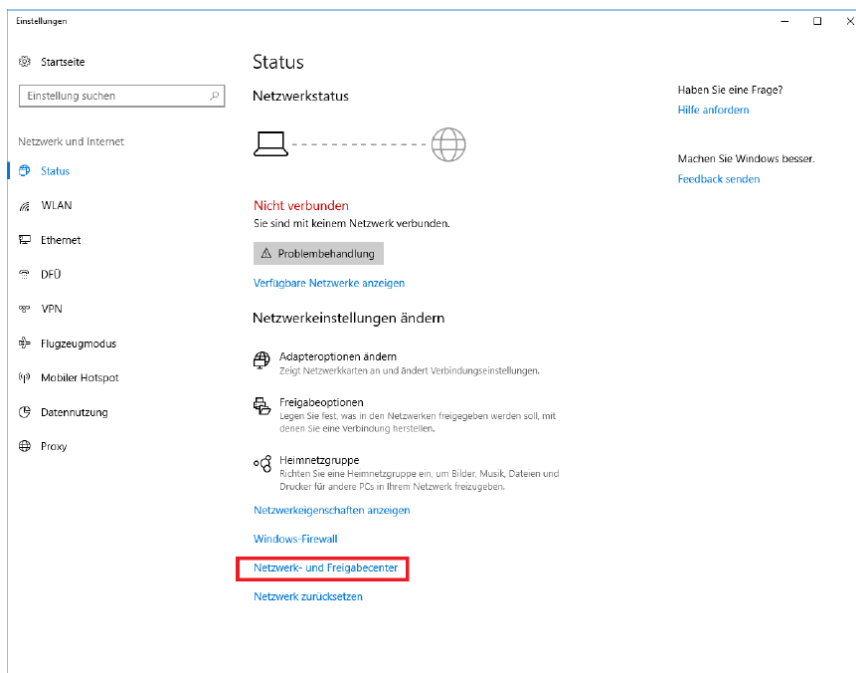 Einstellungen
Startseite
Einstellung suchen
Netzwerk und Internet
Status
WLAN
Ethernet
DFÜ
VPN
Flugzeugmodus
Mobiler Hotspot
Datennutzung
Proxy
Status
Netzwerkstatus
Nicht verbunden
Sie sind mit keinem Netzwerk verbunden.
Problembehandlung
Verfügbare Netzwerke anzeigen
Netzwerkeinstellungen ändern
Adapteroptionen ändern
Zeigt Netzwerkkarten an und ändert Verbindungseinstellungen.
Freigabeoptionen
Legen Sie fest, was in den Netzwerken freigegeben werden soll, mit
denen Sie eine Verbindung herstellen.
Heimnetzgruppe
Richten Sie eine Heimnetzgruppe ein, um Bilder, Musik, Dateien und
Drucker für andere PCs in Ihrem Netzwerk freizugeben.
Netzwerkeigenschaften anzeigen
Windows-Firewall
Netzwerk- und Freigabecenter
Netzwerk zurücksetzen
Haben Sie eine Frage?
Hilfe anfordern
Machen Sie Windows besser.
Feedback senden